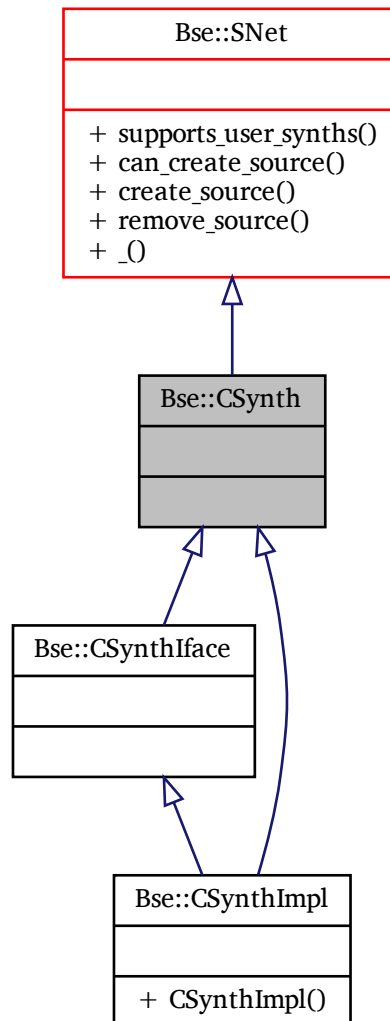 Bse::SNet
+ supports_user_synths()
+ can_create_source()
+ create_source()
+ remove_source()
+ _()
Bse::CSynth
Bse::CSynthIface
Bse::CSynthImpl
+ CSynthImpl()